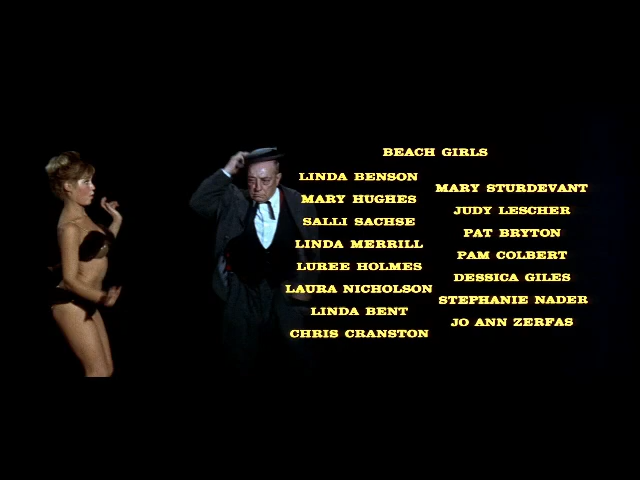 BEACH GIRLS
LINDA BENSON
MARY HUGHES
SALLI SACHSE
LINDA MERRILL
LUREE HOLMES
LAURA NICHOLSON
LINDA BENT
CHRIS CRANSTON
MARY STURDEVANT
JUDY LESCHER
PAT BRYTON
PAM COLBERT
DESSICA GILES
STEPHANIE NADER
JO ANN ZERFAS